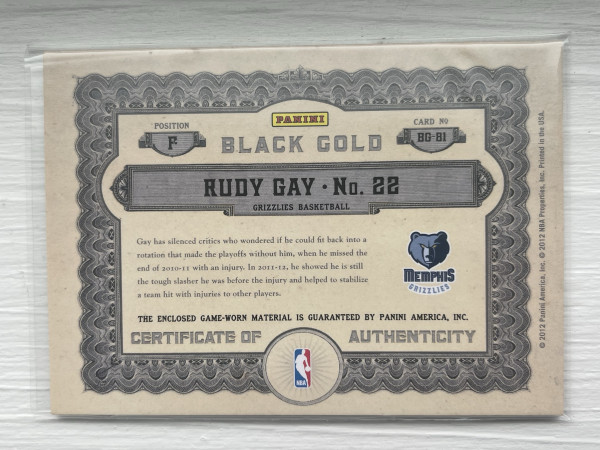 PANINI
POSITION
F
CARD No
BG-81
BLACK GOLD
RUDY GAY · No. 22
GRIZZLIES BASKETBALL
Gay has silenced critics who wondered if he could fit back into a
rotation that made the playoffs without him, when he missed the
end of 2010-11 with an injury. In 2011-12, he showed he is still
the tough slasher he was before the injury and helped to stabilize
a team hit with injuries to other players.
MEMPHIS
GRIZZLIES
THE ENCLOSED GAME-WORN MATERIAL IS GUARANTEED BY PANINI AMERICA, INC.
CERTIFICATE OF AUTHENTICITY
NBA
© 2012 Panini America, Inc. © 2012 NBA Properties, Inc. Printed in the USA.